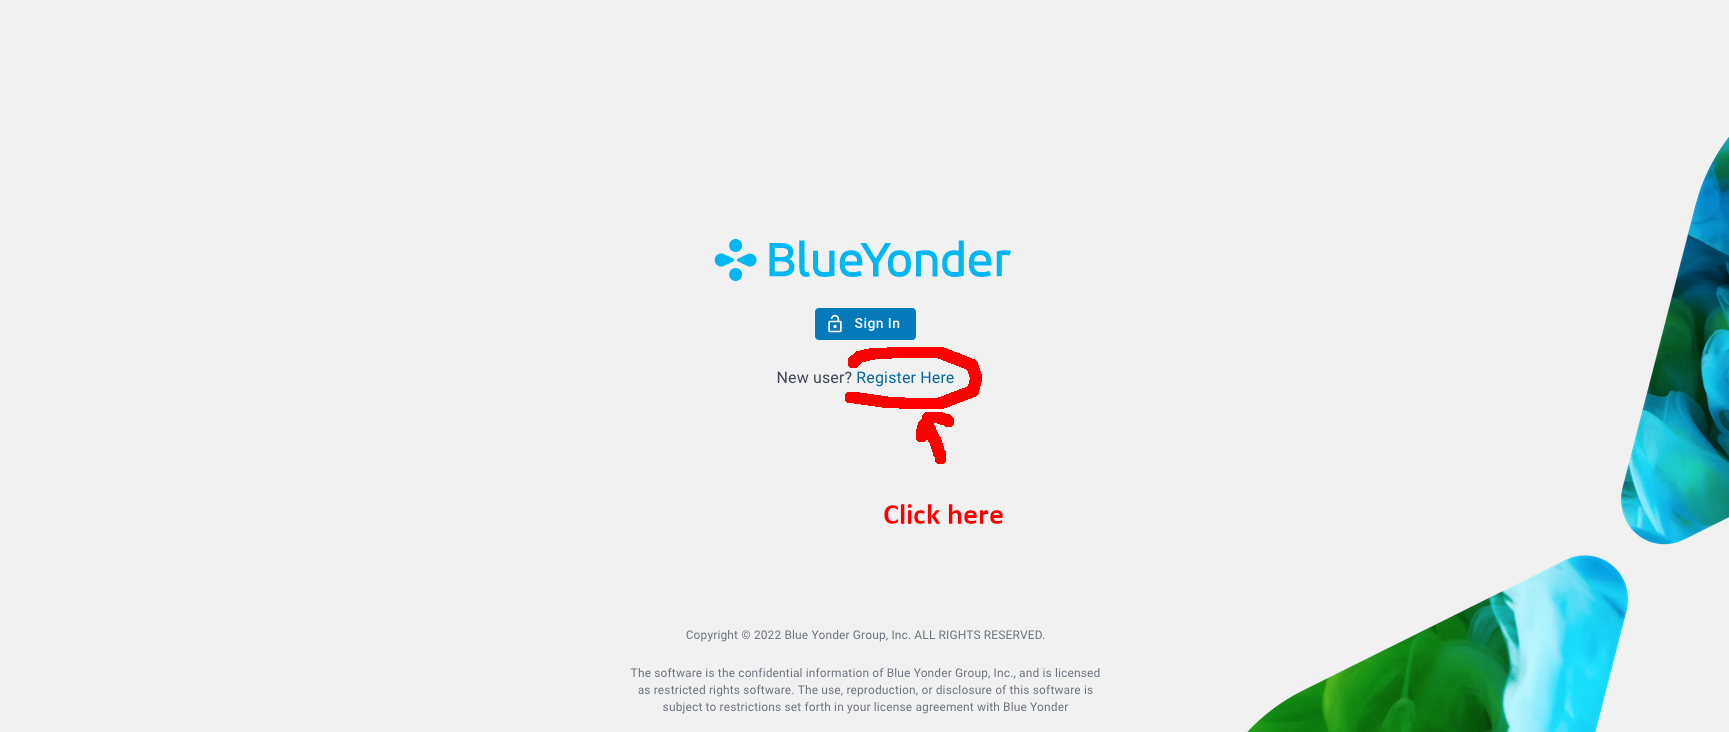 BlueYonder
Sign In
New user? Register Here
Click here
Copyright © 2022 Blue Yonder Group, Inc. ALL RIGHTS RESERVED.
The software is the confidential information of Blue Yonder Group, Inc., and is licensed
as restricted rights software. The use, reproduction, or disclosure of this software is
subject to restrictions set forth in your license agreement with Blue Yonder